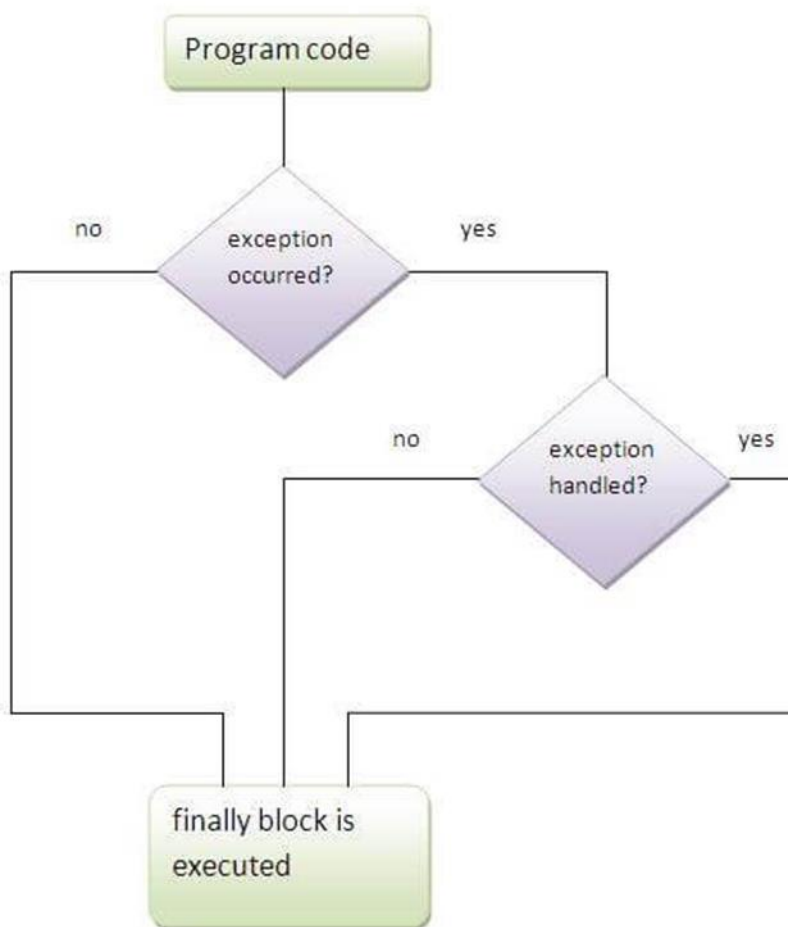 Program code
no
exception
occurred?
yes
no
exception
handled?
yes
finally block is
executed